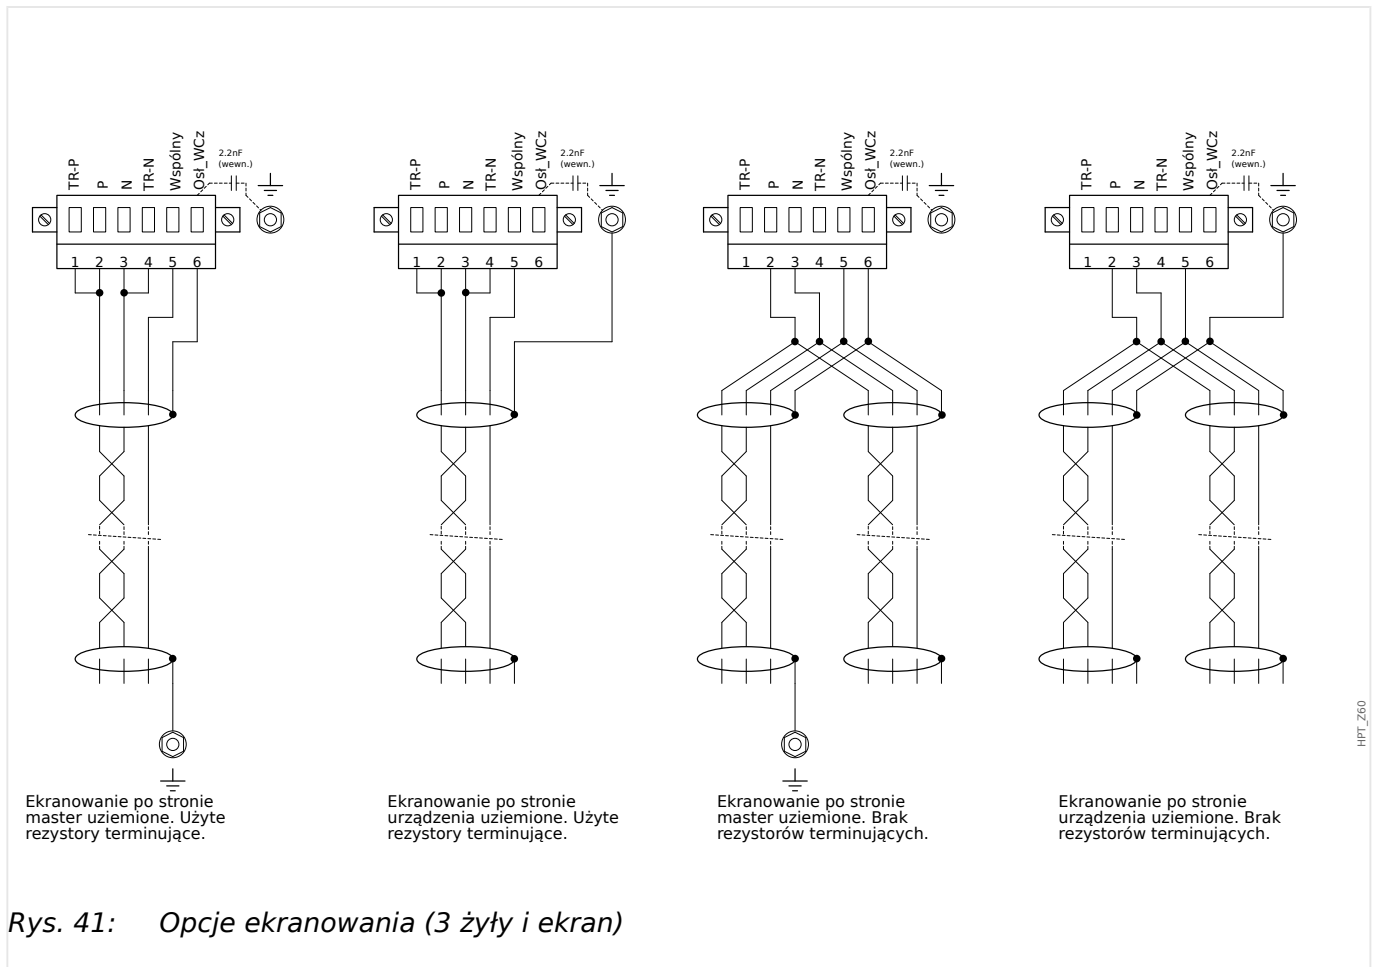 TR-P
P
N
TR-N
Wspólny
Osł_WCz
2.2nF
(wewn.)
1 2 3 4 5 6
TR-P
P
N
TR-N
Wspólny
Osł_WCz
2.2nF
(wewn.)
1 2 3 4 5 6
TR-P
P
N
TR-N
Wspólny
Osł_WCz
2.2nF
(wewn.)
1 2 3 4 5 6
TR-P
P
N
TR-N
Wspólny
Osł_WCz
2.2nF
(wewn.)
1 2 3 4 5 6
HPT_Z60
Ekranowanie po stronie
master uziemione. Użyte
rezystory terminujące.
Ekranowanie po stronie
urządzenia uziemione. Użyte
rezystory terminujące.
Ekranowanie po stronie
master uziemione. Brak
rezystorów terminujących.
Ekranowanie po stronie
urządzenia uziemione. Brak
rezystorów terminujących.
Rys. 41: Opcje ekranowania (3 żyły i ekran)